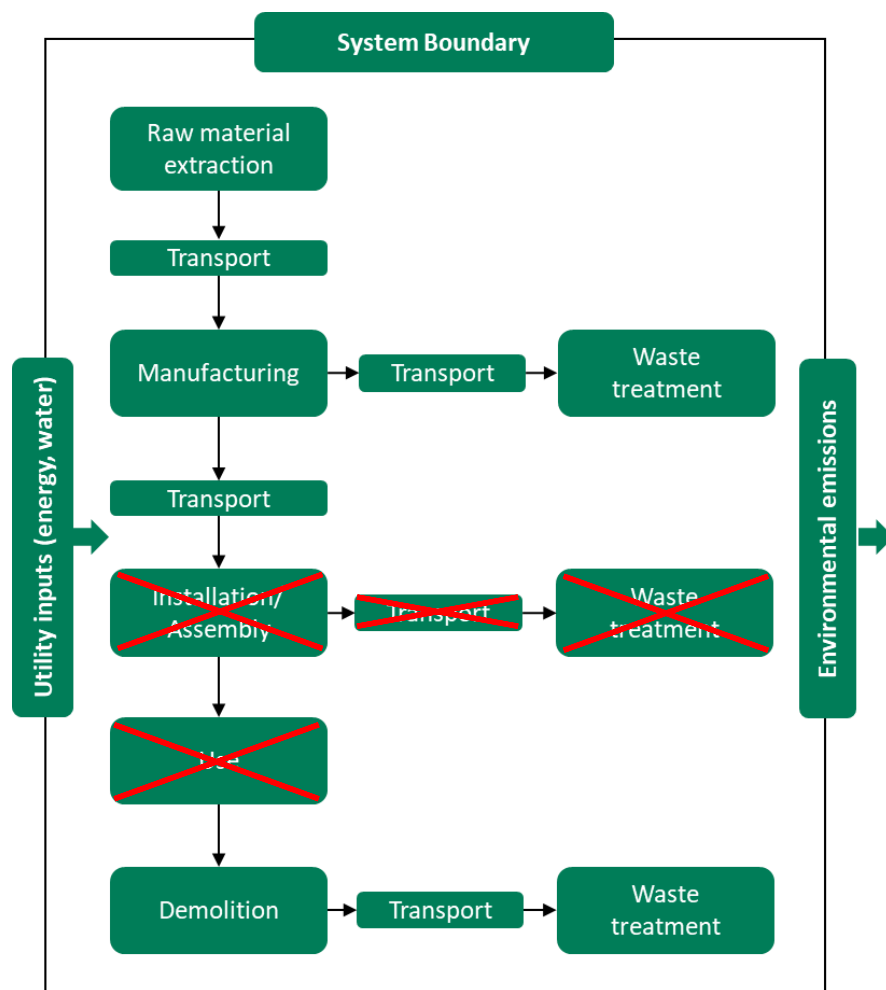 System Boundary
Raw material
extraction
Transport
Manufacturing
Transport
Waste
treatment
Utility inputs (energy, water)
Environmental emissions
Transport
Installation/
Assembly
Transport
Waste
treatment
Use
Demolition
Transport
Waste
treatment